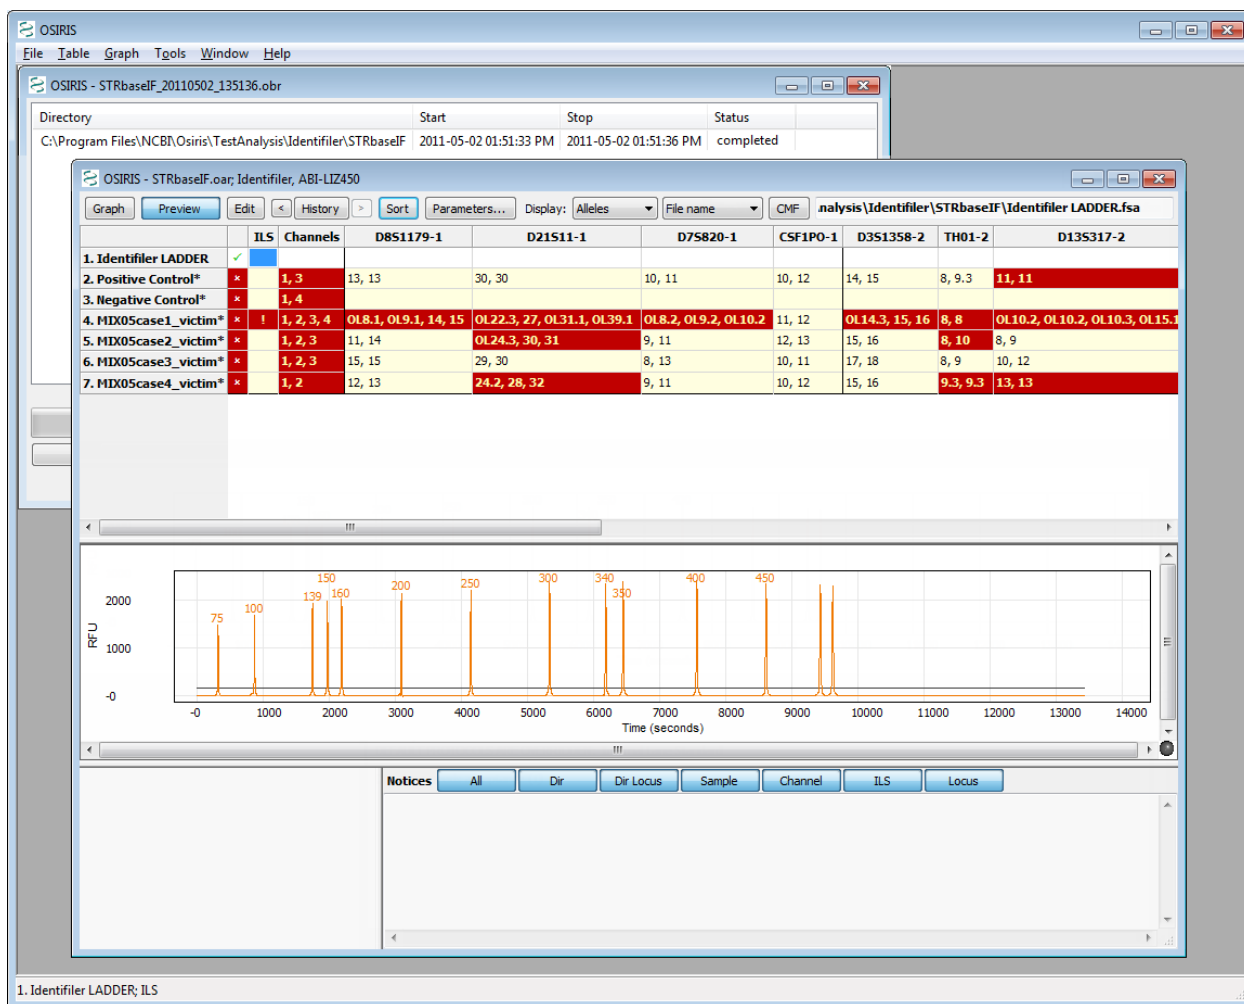 OSIRIS
File Table Graph Tools Window Help
OSIRIS - STRbaseIF_20110502_135136.obr
Directory Start Stop Status
C:\Program Files\NCBI\Osiris\TestAnalysis\Identifiler\STRbaseIF 2011-05-02 01:51:33 PM 2011-05-02 01:51:36 PM completed
OSIRIS - STRbaseIF.oar; Identifiler, ABI-LIZ450
Graph Preview Edit < History > Sort Parameters... Display: Alleles File name CMF nalysis\Identifiler\STRbaseIF\Identifiler LADDER.fsa
ILS Channels D8S1179-1 D21S11-1 D7S820-1 CSF1PO-1 D3S1358-2 TH01-2 D13S317-2
1. Identifiler LADDER ✓
2. Positive Control* × 1, 3 13, 13 30, 30 10, 11 10, 12 14, 15 8, 9.3 11, 11
3. Negative Control* × 1, 4
4. MIX05case1_victim* × ! 1, 2, 3, 4 OL8.1, OL9.1, 14, 15 OL22.3, 27, OL31.1, OL39.1 OL8.2, OL9.2, OL10.2 11, 12 OL14.3, 15, 16 8, 8 OL10.2, OL10.2, OL10.3, OL15.1
5. MIX05case2_victim* × 1, 2, 3 11, 14 OL24.3, 30, 31 9, 11 12, 13 15, 16 8, 10 8, 9
6. MIX05case3_victim* × 1, 2, 3 15, 15 29, 30 8, 13 10, 11 17, 18 8, 9 10, 12
7. MIX05case4_victim* × 1, 2 12, 13 24.2, 28, 32 9, 11 10, 12 15, 16 9.3, 9.3 13, 13
75 100 139 150 160 200 250 300 340 350 400 450
RFU
2000
1000
-0
-0 1000 2000 3000 4000 5000 6000 7000 8000 9000 10000 11000 12000 13000 14000
Time (seconds)
Notices All Dir Dir Locus Sample Channel ILS Locus
1. Identifiler LADDER; ILS